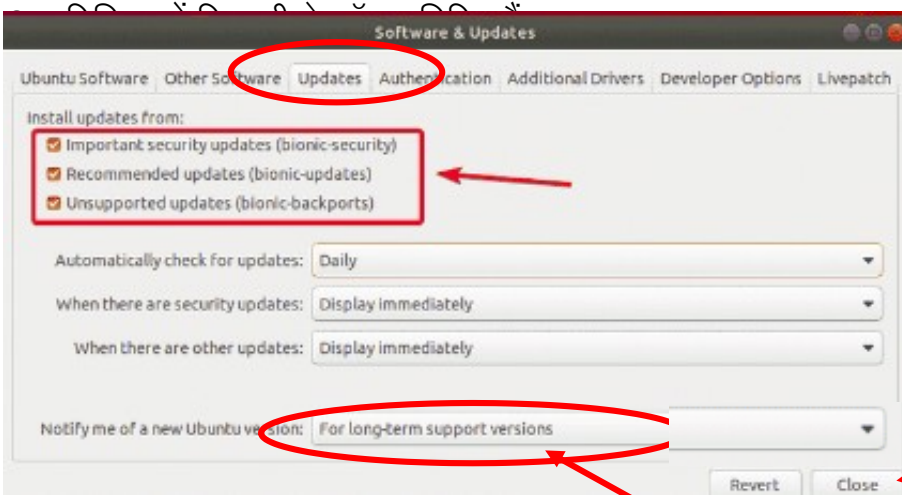 Software & Updates
Ubuntu Software Other Software Updates Authentication Additional Drivers Developer Options Livepatch
Install updates from:
Important security updates (bionic-security)
Recommended updates (bionic-updates)
Unsupported updates (bionic-backports)
Automatically check for updates: Daily
When there are security updates: Display immediately
When there are other updates: Display immediately
Notify me of a new Ubuntu version: For long-term support versions
Revert Close